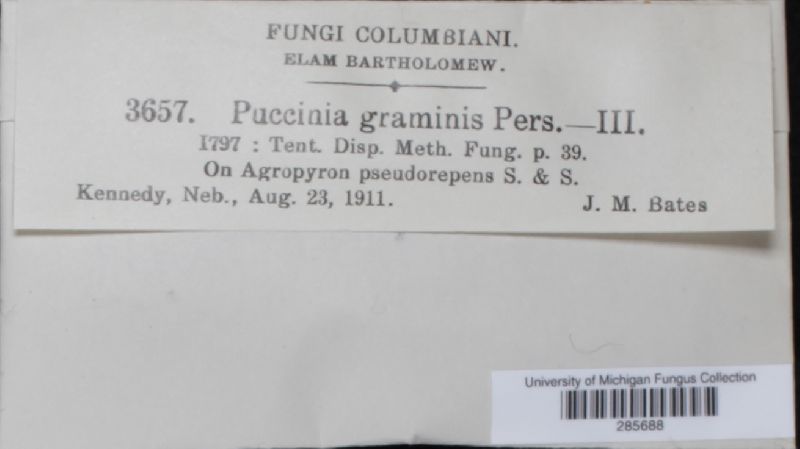 FUNGI COLUMBIANI.
ELAM BARTHOLOMEW.
3657. Puccinia graminis Pers.—III.
1797 : Tent. Disp. Meth. Fung. p. 39.
On Agropyron pseudorepens S. & S.
Kennedy, Neb., Aug. 23, 1911. J. M. Bates
University of Michigan Fungus Collection
285688